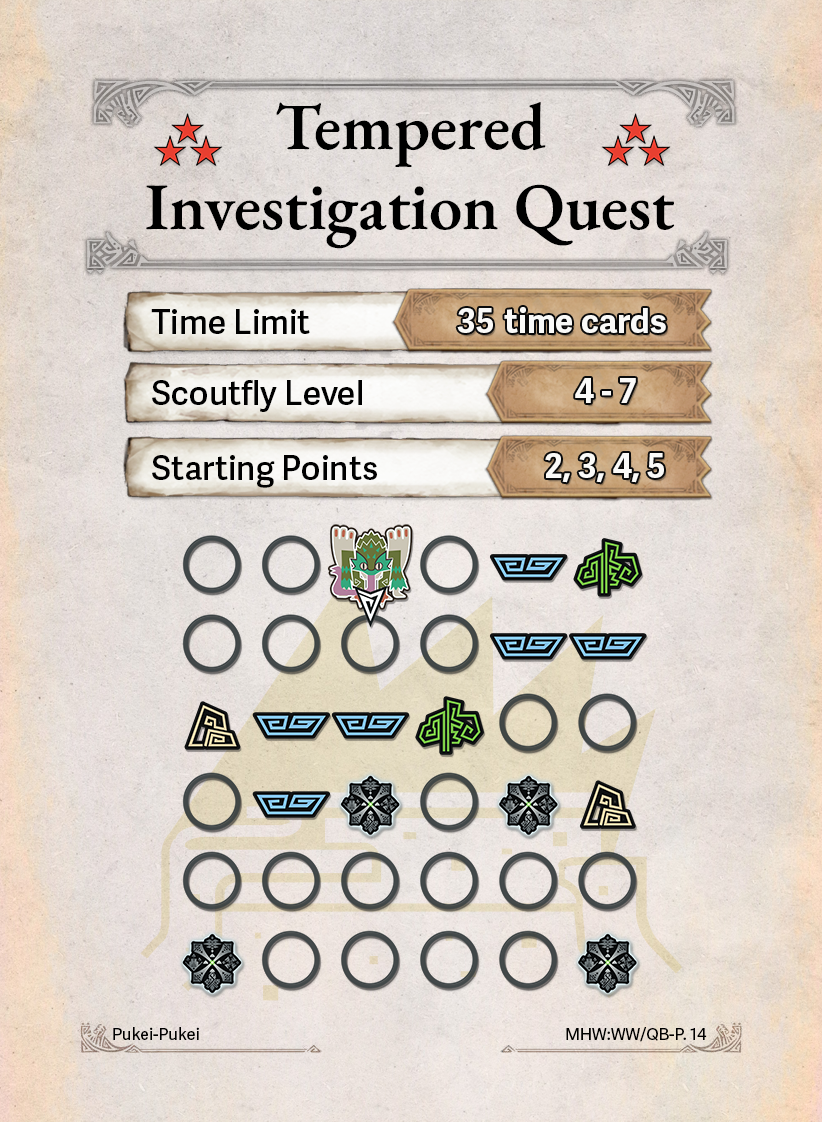 Tempered
Investigation Quest
Time Limit 35 time cards
Scoutfly Level 4 - 7
Starting Points 2, 3, 4, 5
Pukei-Pukei MHW:WW/QB-P. 14